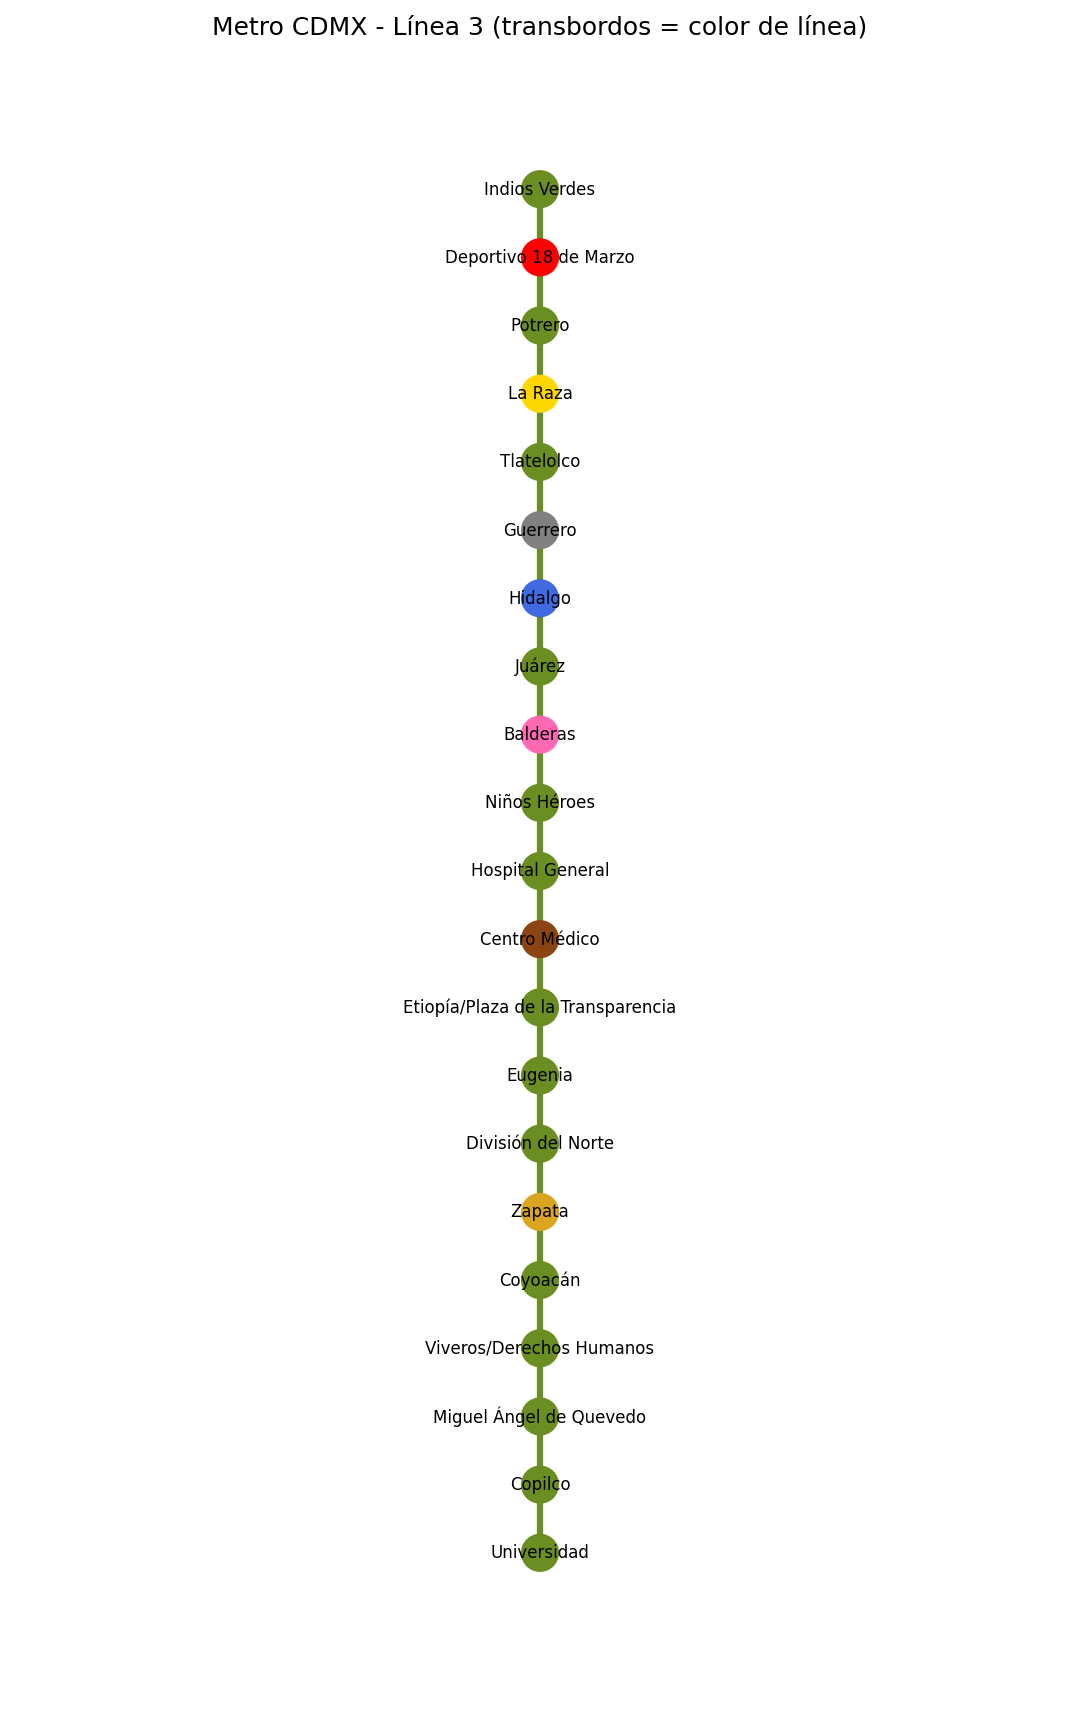 Metro CDMX - Línea 3 (transbordos = color de línea)
Indios Verdes
Deportivo 18 de Marzo
Potrero
La Raza
Tlatelolco
Guerrero
Hidalgo
Juárez
Balderas
Niños Héroes
Hospital General
Centro Médico
Etiopía/Plaza de la Transparencia
Eugenia
División del Norte
Zapata
Coyoacán
Viveros/Derechos Humanos
Miguel Ángel de Quevedo
Copilco
Universidad